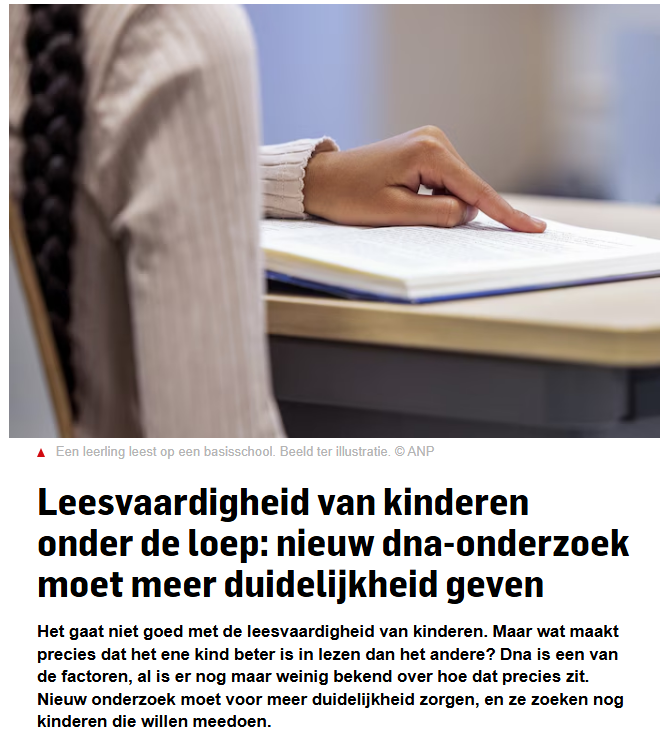 Een leerling leest op een basisschool. Beeld ter illustratie. © ANP
Leesvaardigheid van kinderen
onder de loep: nieuw dna-onderzoek
moet meer duidelijkheid geven
Het gaat niet goed met de leesvaardigheid van kinderen. Maar wat maakt
precies dat het ene kind beter is in lezen dan het andere? Dna is een van
de factoren, al is er nog maar weinig bekend over hoe dat precies zit.
Nieuw onderzoek moet voor meer duidelijkheid zorgen, en ze zoeken nog
kinderen die willen meedoen.